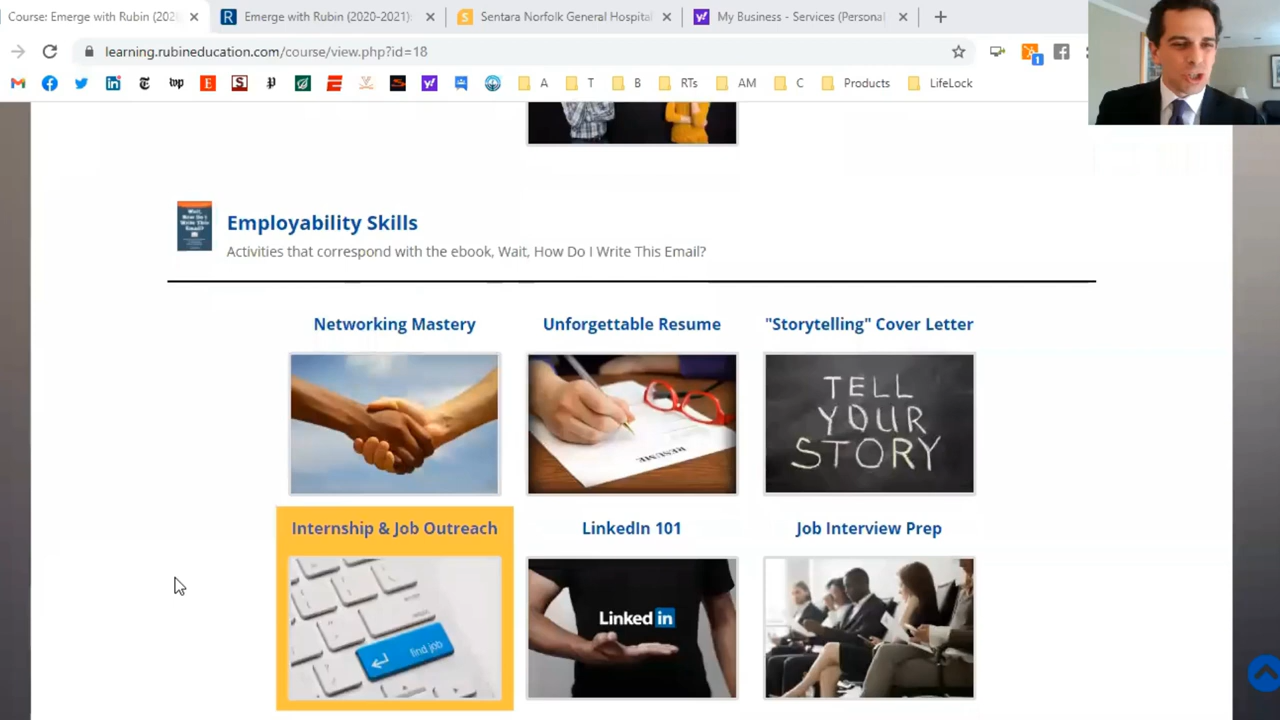 Course: Emerge with Rubin (202
Emerge with Rubin (2020-2021):
Sentara Norfolk General Hospital
My Business - Services (Personal
learning.rubineducation.com/course/view.php?id=18
A
T
B
RTs
AM
C
Products
LifeLock
Employability Skills
Activities that correspond with the ebook, Wait, How Do I Write This Email?
Networking Mastery
Unforgettable Resume
"Storytelling" Cover Letter
RESUME
TELL
YOUR
STORY
Internship & Job Outreach
LinkedIn 101
Job Interview Prep
find job
Linked in